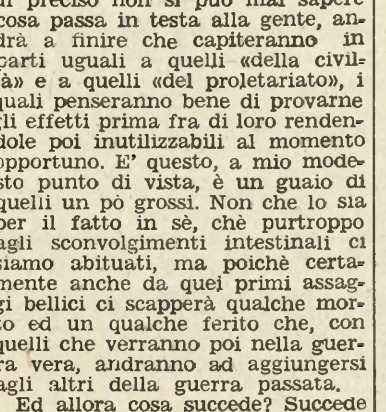 di preciso non si può mai sapere
cosa passa in testa alla gente, an-
drà a finire che capiteranno in
parti uguali a quelli «della civil-
tà» e a quelli «del proletariato», i
quali penseranno bene di provarne
gli effetti prima fra di loro renden-
dole poi inutilizzabili al momento
opportuno. E' questo, a mio mode-
sto punto di vista, è un guaio di
quelli un pò grossi. Non che lo sia
per il fatto in sè, chè purtroppo
agli sconvolgimenti intestinali ci
siamo abituati, ma poichè certa-
mente anche da quei primi assag-
gi bellici ci scapperà qualche mor-
to ed un qualche ferito che, con
quelli che verranno poi nella guer-
ra vera, andranno ad aggiungersi
agli altri della guerra passata.
Ed allora cosa succede? Succede